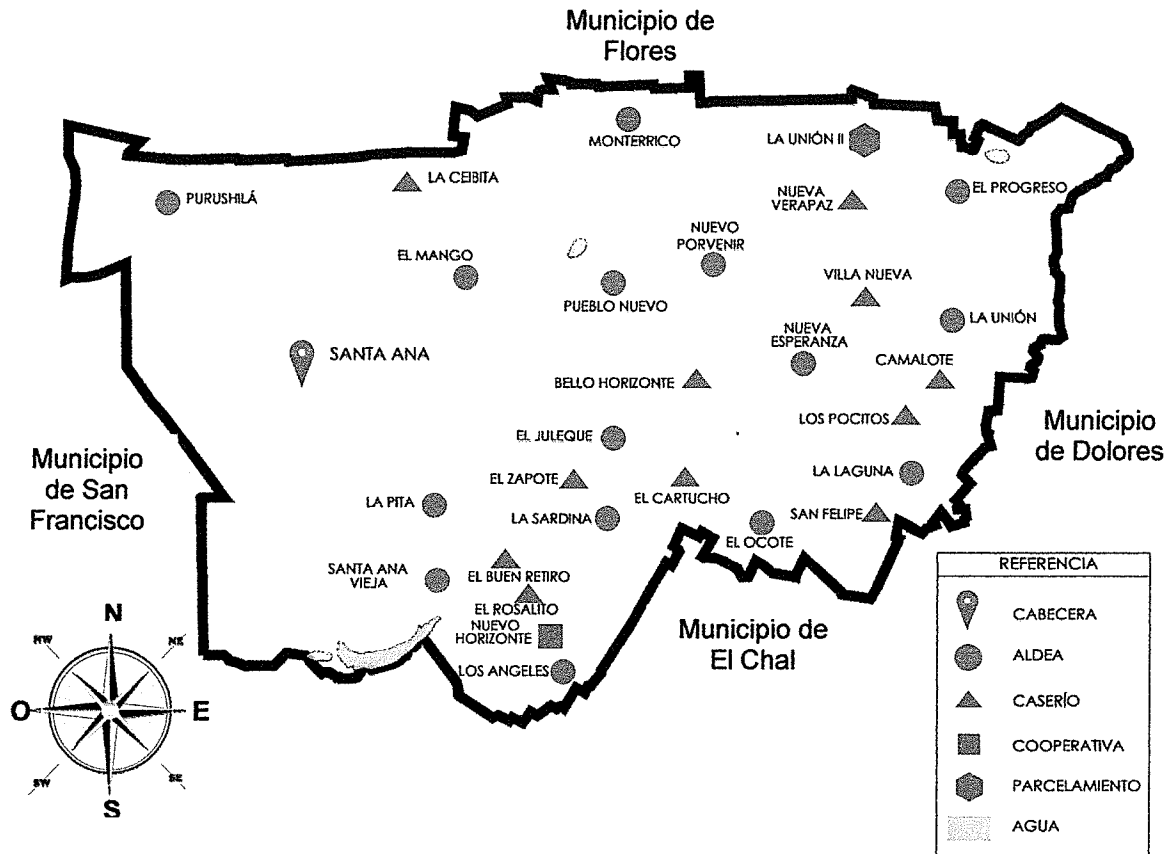 Municipio de
Flores
MONTERRICO
LA UNIÓN II
LA CEIBITA
PURUSHILÁ
NUEVA
VERAPAZ
EL PROGRESO
NUEVO
PORVENIR
EL MANGO
PUEBLO NUEVO
VILLA NUEVA
LA UNIÓN
NUEVA
ESPERANZA
SANTA ANA
CAMALOTE
BELLO HORIZONTE
LOS POCITOS
Municipio
de Dolores
EL JULEQUE
Municipio
de San
Francisco
LA LAGUNA
EL ZAPOTE
EL CARTUCHO
LA PITA
LA SARDINA
SAN FELIPE
EL OCOTE
SANTA ANA
VIEJA
EL BUEN RETIRO
EL ROSALITO
NUEVO
HORIZONTE
LOS ANGELES
Municipio de
El Chal
N
NW
NE
O
E
SW
SE
S
REFERENCIA
CABECERA
ALDEA
CASERÍO
COOPERATIVA
PARCELAMIENTO
AGUA